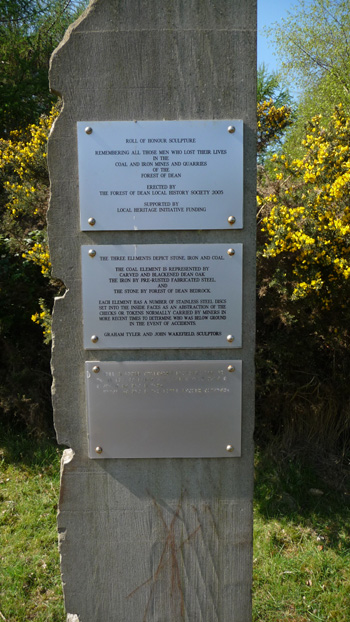 ROLL OF HONOUR SCULPTURE
REMEMBERING ALL THOSE MEN WHO LOST THEIR LIVES
IN THE
COAL AND IRON MINES AND QUARRIES
OF THE
FOREST OF DEAN
ERECTED BY
THE FOREST OF DEAN LOCAL HISTORY SOCIETY 2005
SUPPORTED BY
LOCAL HERITAGE INITIATIVE FUNDING
THE THREE ELEMENTS DEPICT STONE, IRON AND COAL.
THE COAL ELEMENT IS REPRESENTED BY
CARVED AND BLACKENED DEAN OAK
THE IRON BY PRE-RUSTED FABRICATED STEEL
AND
THE STONE BY FOREST OF DEAN BEDROCK.
EACH ELEMENT HAS A NUMBER OF STAINLESS STEEL DISCS
SET INTO THE INSIDE FACES AS AN ABSTRACTION OF THE
CHECKS OR TOKENS NORMALLY CARRIED BY MINERS IN
MORE RECENT TIMES TO DETERMINE WHO WAS BELOW GROUND
IN THE EVENT OF ACCIDENTS.
GRAHAM TYLER AND JOHN WAKEFIELD: SCULPTORS